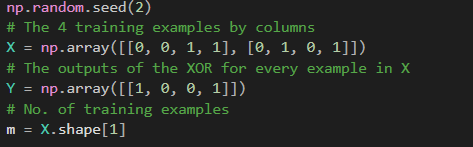 np.random.seed(2)
# The 4 training examples by columns
X = np.array([[0, 0, 1, 1], [0, 1, 0, 1]])
# The outputs of the XOR for every example in X
Y = np.array([[1, 0, 0, 1]])
# No. of training examples
m = X.shape[1]